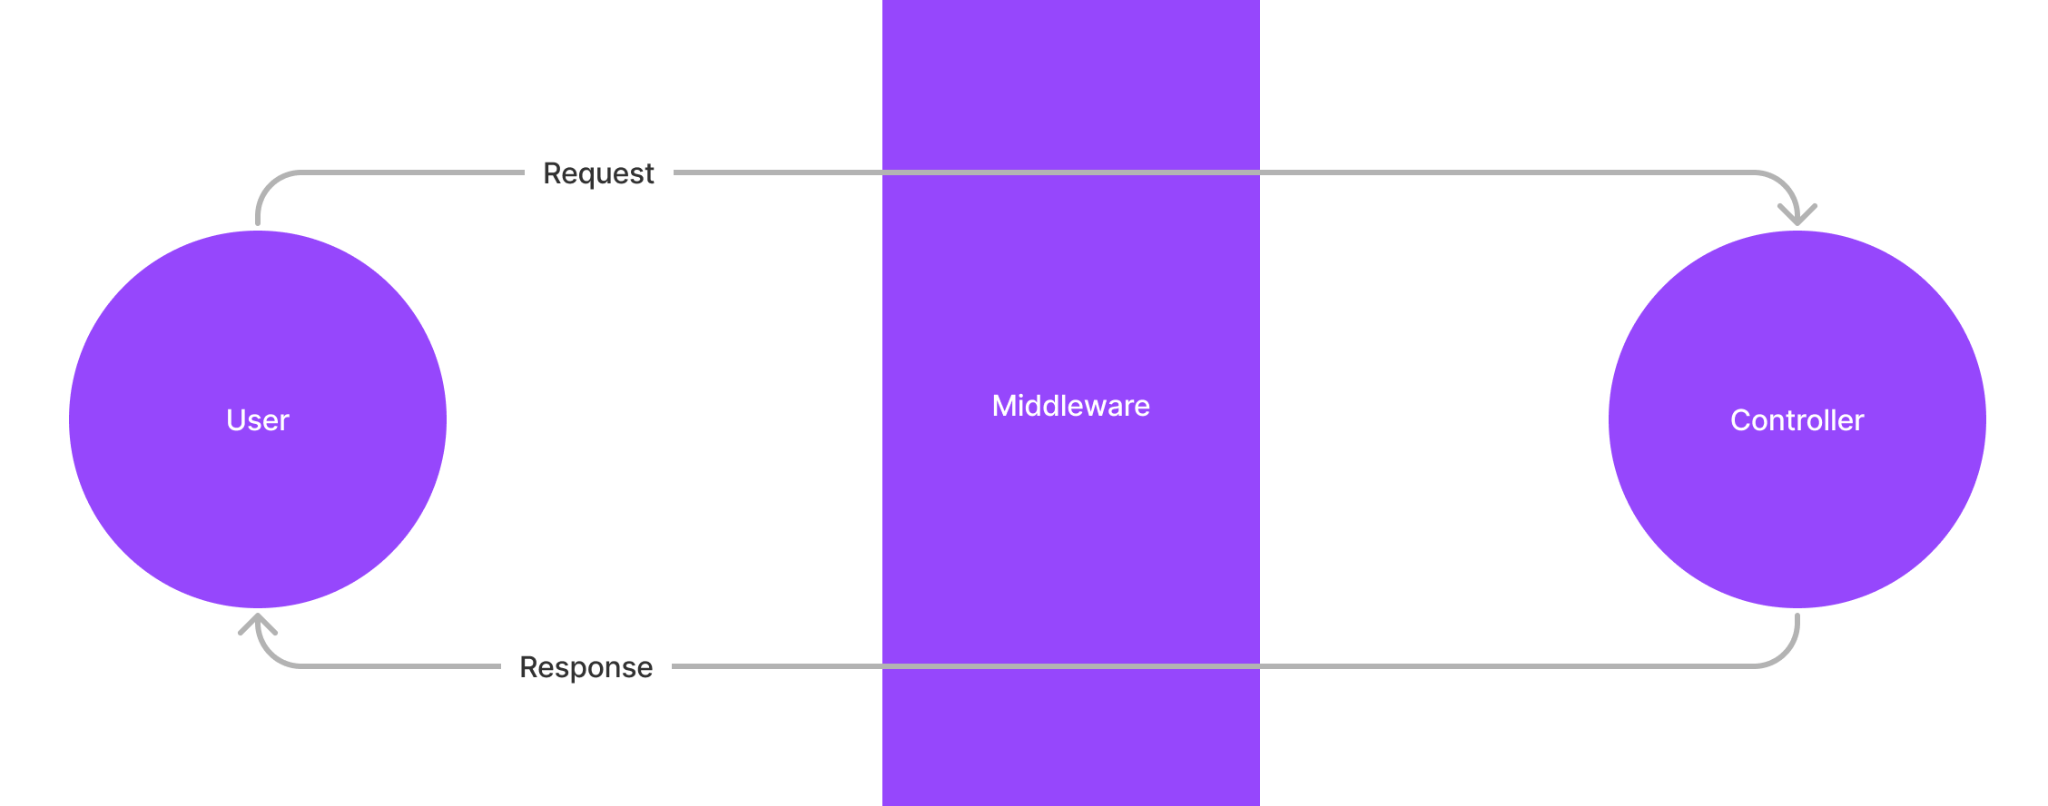 Request
User
Middleware
Controller
Response